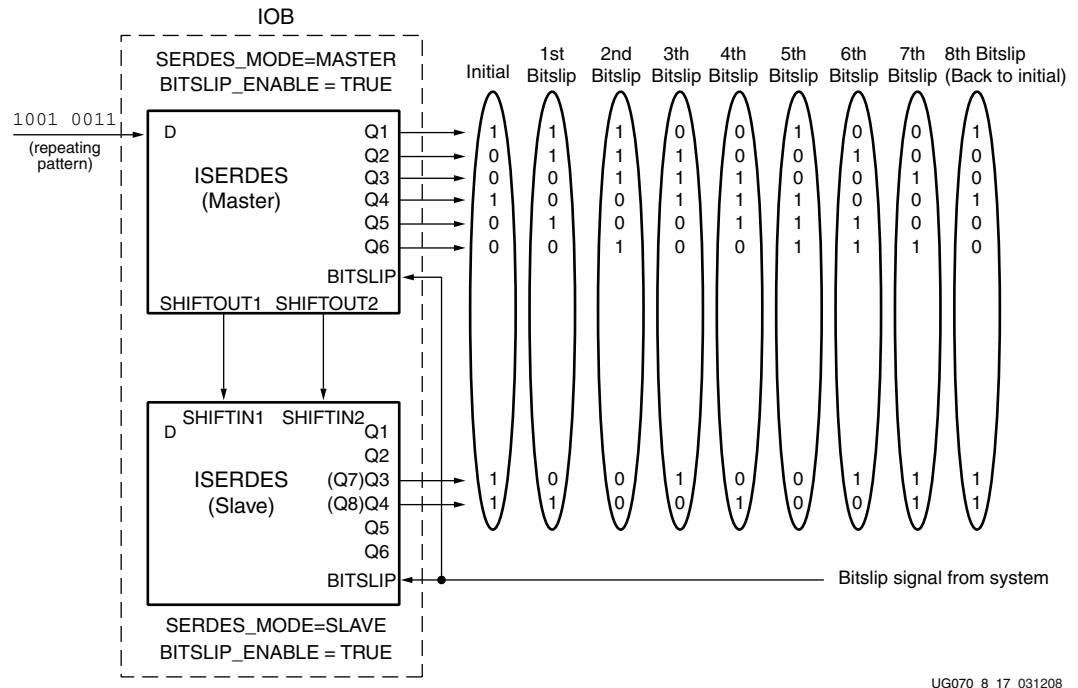 IOB
SERDES_MODE=MASTER
BITSLIP_ENABLE = TRUE
Initial
1st Bitslip
2nd Bitslip
3th Bitslip
4th Bitslip
5th Bitslip
6th Bitslip
7th Bitslip
8th Bitslip (Back to initial)
1001 0011
(repeating pattern)
D
ISERDES (Master)
Q1 1 1 1 0 0 1 0 0 1
Q2 0 1 1 1 0 0 1 0 0
Q3 0 0 1 1 1 0 0 1 0
Q4 1 0 0 1 1 1 0 0 1
Q5 0 1 0 0 1 1 1 0 0
Q6 0 0 1 0 0 1 1 1 0
BITSLIP
SHIFTOUT1 SHIFTOUT2
SHIFTIN1 SHIFTIN2
D
Q1
Q2
ISERDES (Slave)
(Q7)Q3 1 0 0 1 0 0 1 1 1
(Q8)Q4 1 1 0 0 1 0 0 1 1
Q5
Q6
BITSLIP
Bitslip signal from system
SERDES_MODE=SLAVE
BITSLIP_ENABLE = TRUE
UG070_8_17_031208